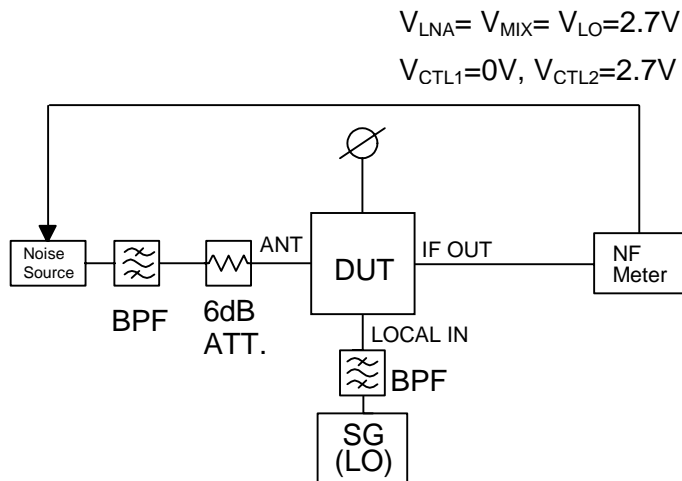 V_LNA= V_MIX= V_LO=2.7V
V_CTL1=0V, V_CTL2=2.7V
Noise
Source
BPF
6dB
ATT.
ANT
DUT
IF OUT
NF
Meter
LOCAL IN
BPF
SG
(LO)